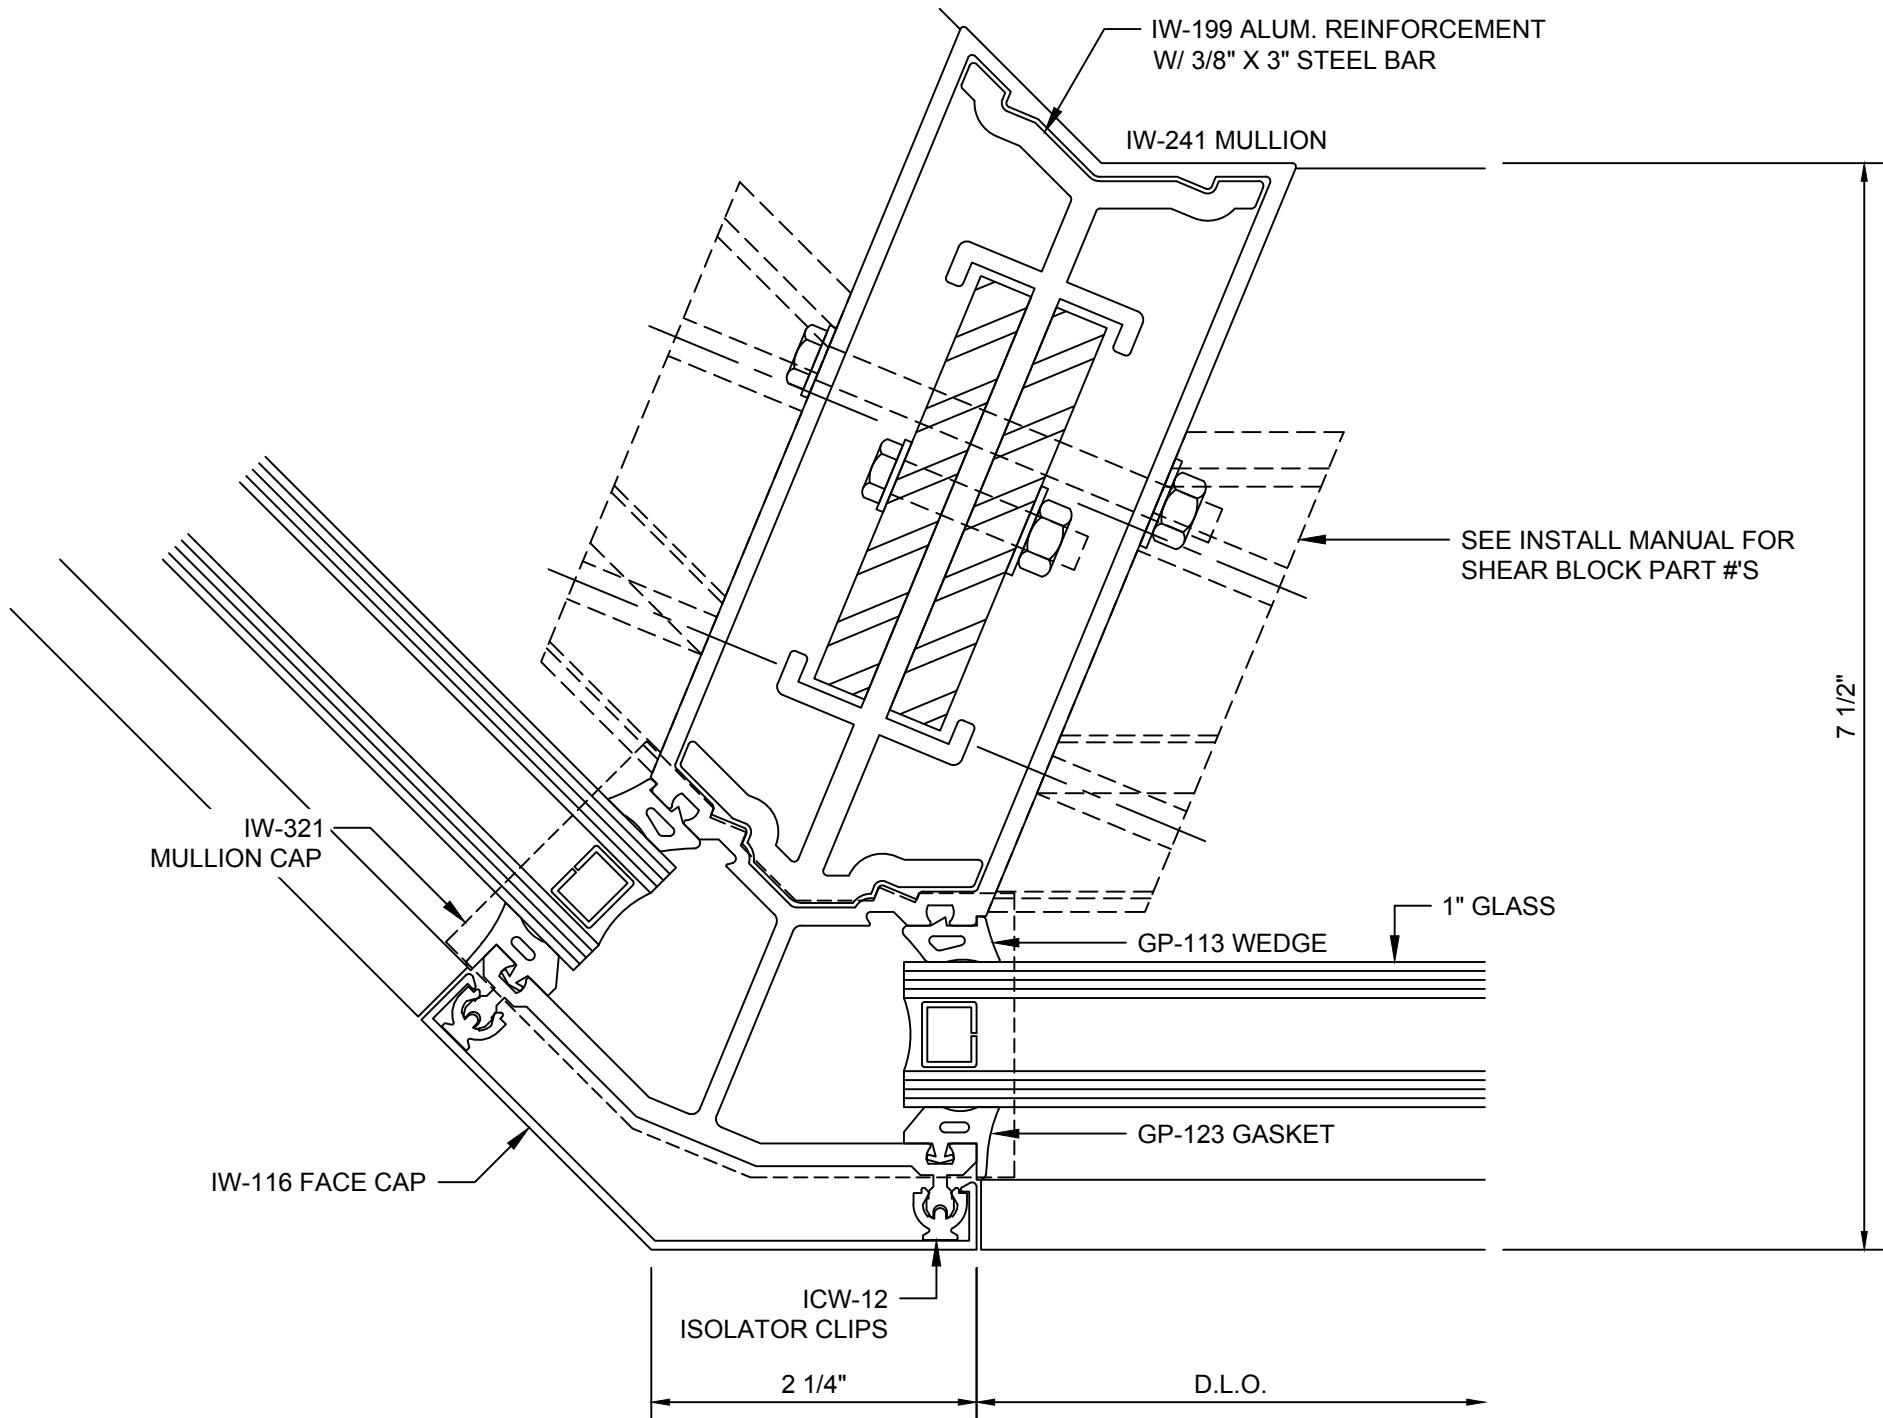 IW-199 ALUM. REINFORCEMENT
W/ 3/8" X 3" STEEL BAR
IW-241 MULLION
SEE INSTALL MANUAL FOR
SHEAR BLOCK PART #'S
7 1/2"
IW-321
MULLION CAP
1" GLASS
GP-113 WEDGE
GP-123 GASKET
IW-116 FACE CAP
ICW-12
ISOLATOR CLIPS
2 1/4"
D.L.O.